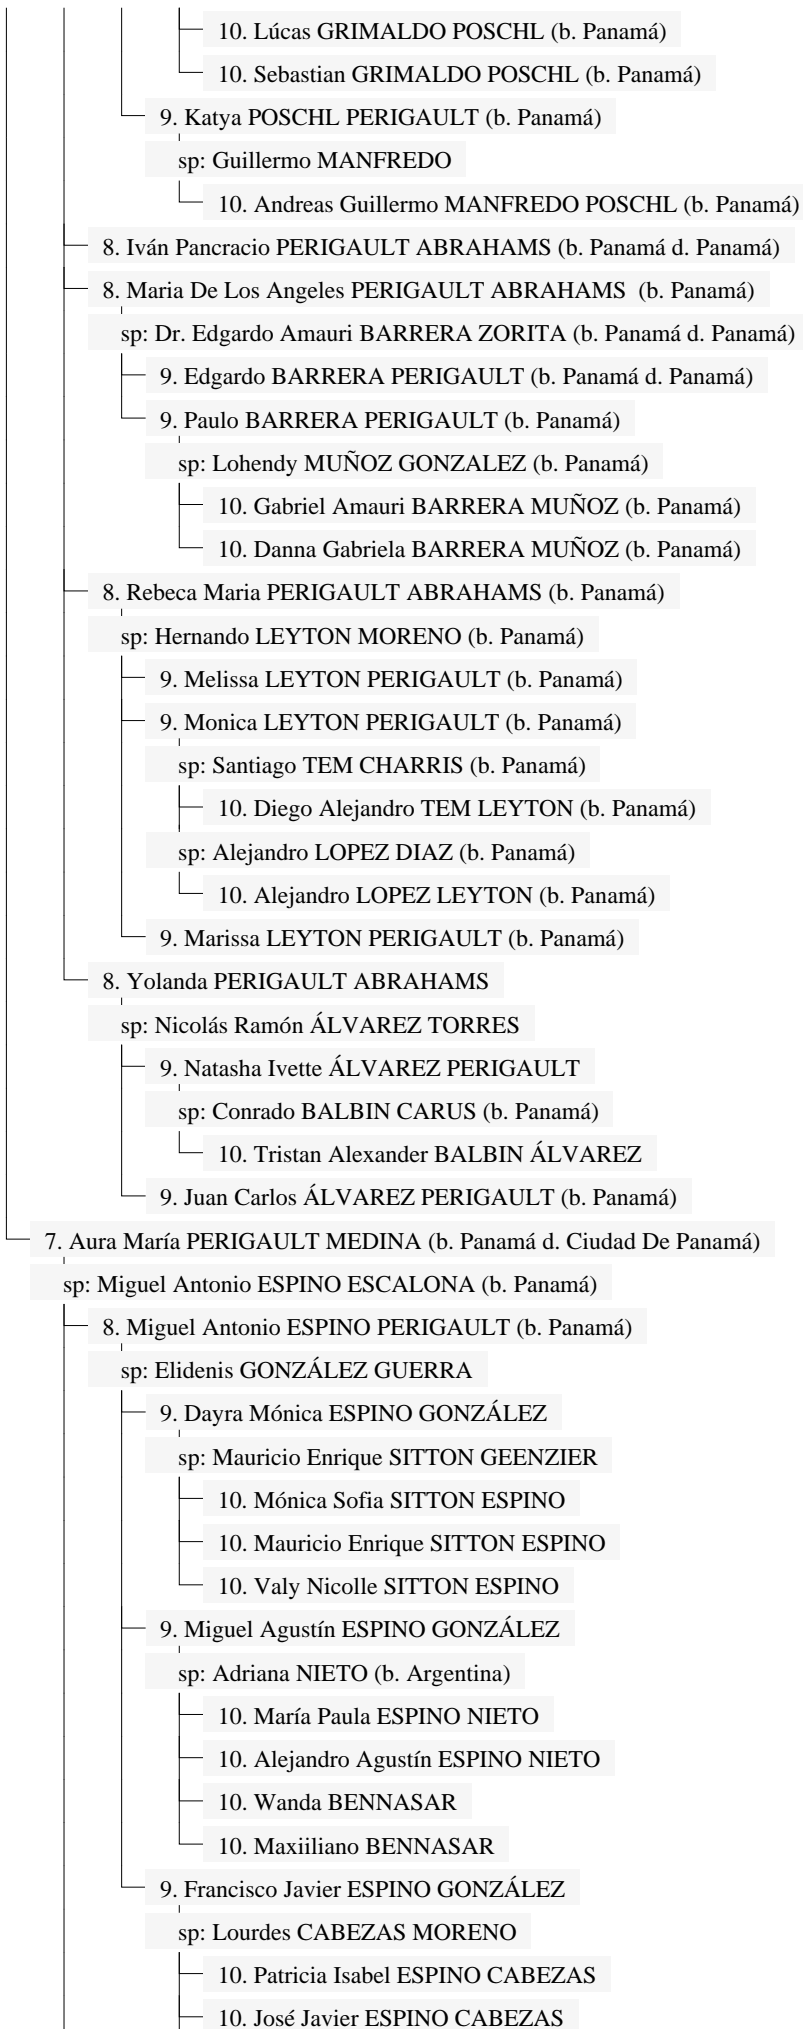 10. Lúcas GRIMALDO POSCHL (b. Panamá)
10. Sebastian GRIMALDO POSCHL (b. Panamá)
9. Katya POSCHL PERIGAULT (b. Panamá)
sp: Guillermo MANFREDO
10. Andreas Guillermo MANFREDO POSCHL (b. Panamá)
8. Iván Pancracio PERIGAULT ABRAHAMS (b. Panamá d. Panamá)
8. Maria De Los Angeles PERIGAULT ABRAHAMS (b. Panamá)
sp: Dr. Edgardo Amauri BARRERA ZORITA (b. Panamá d. Panamá)
9. Edgardo BARRERA PERIGAULT (b. Panamá d. Panamá)
9. Paulo BARRERA PERIGAULT (b. Panamá)
sp: Lohendy MUÑOZ GONZALEZ (b. Panamá)
10. Gabriel Amauri BARRERA MUÑOZ (b. Panamá)
10. Danna Gabriela BARRERA MUÑOZ (b. Panamá)
8. Rebeca Maria PERIGAULT ABRAHAMS (b. Panamá)
sp: Hernando LEYTON MORENO (b. Panamá)
9. Melissa LEYTON PERIGAULT (b. Panamá)
9. Monica LEYTON PERIGAULT (b. Panamá)
sp: Santiago TEM CHARRIS (b. Panamá)
10. Diego Alejandro TEM LEYTON (b. Panamá)
sp: Alejandro LOPEZ DIAZ (b. Panamá)
10. Alejandro LOPEZ LEYTON (b. Panamá)
9. Marissa LEYTON PERIGAULT (b. Panamá)
8. Yolanda PERIGAULT ABRAHAMS
sp: Nicolás Ramón ÁLVAREZ TORRES
9. Natasha Ivette ÁLVAREZ PERIGAULT
sp: Conrado BALBIN CARUS (b. Panamá)
10. Tristan Alexander BALBIN ÁLVAREZ
9. Juan Carlos ÁLVAREZ PERIGAULT (b. Panamá)
7. Aura María PERIGAULT MEDINA (b. Panamá d. Ciudad De Panamá)
sp: Miguel Antonio ESPINO ESCALONA (b. Panamá)
8. Miguel Antonio ESPINO PERIGAULT (b. Panamá)
sp: Elidenis GONZÁLEZ GUERRA
9. Dayra Mónica ESPINO GONZÁLEZ
sp: Mauricio Enrique SITTON GEENZIER
10. Mónica Sofia SITTON ESPINO
10. Mauricio Enrique SITTON ESPINO
10. Valy Nicolle SITTON ESPINO
9. Miguel Agustín ESPINO GONZÁLEZ
sp: Adriana NIETO (b. Argentina)
10. María Paula ESPINO NIETO
10. Alejandro Agustín ESPINO NIETO
10. Wanda BENNASAR
10. Maxiiliano BENNASAR
9. Francisco Javier ESPINO GONZÁLEZ
sp: Lourdes CABEZAS MORENO
10. Patricia Isabel ESPINO CABEZAS
10. José Javier ESPINO CABEZAS